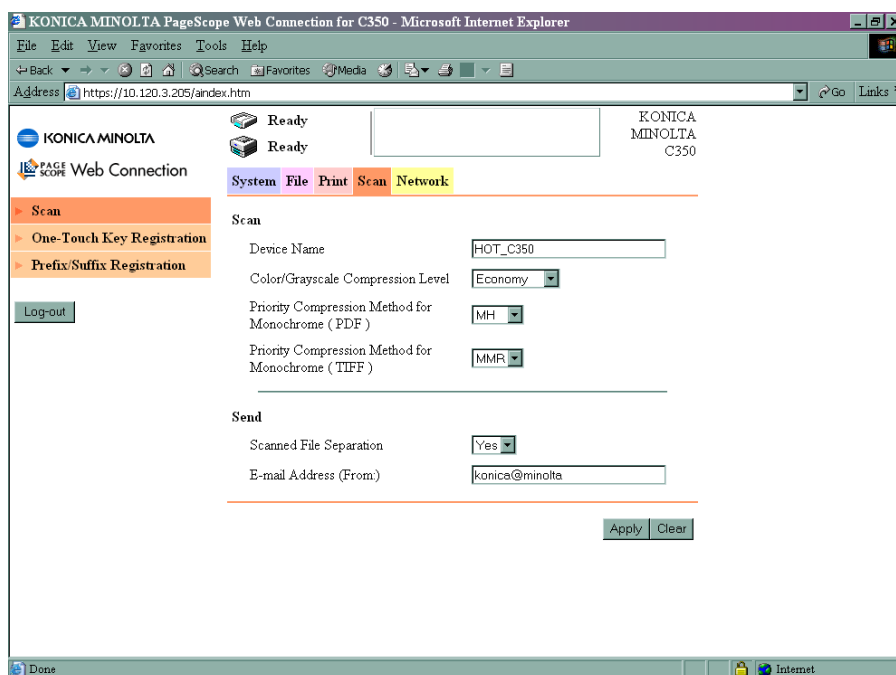 KONICA MINOLTA PageScope Web Connection for C350 - Microsoft Internet Explorer
File Edit View Favorites Tools Help
Back Search Favorites Media
Address https://10.120.3.205/aindex.htm Go Links
KONICA MINOLTA
PAGE SCOPE Web Connection
Ready
Ready
KONICA
MINOLTA
C350
System File Print Scan Network
Scan
One-Touch Key Registration
Prefix/Suffix Registration
Log-out
Scan
Device Name HOT_C350
Color/Grayscale Compression Level Economy
Priority Compression Method for
Monochrome ( PDF ) MH
Priority Compression Method for
Monochrome ( TIFF ) MMR
Send
Scanned File Separation Yes
E-mail Address (From:) konica@minolta
Apply Clear
Done Internet